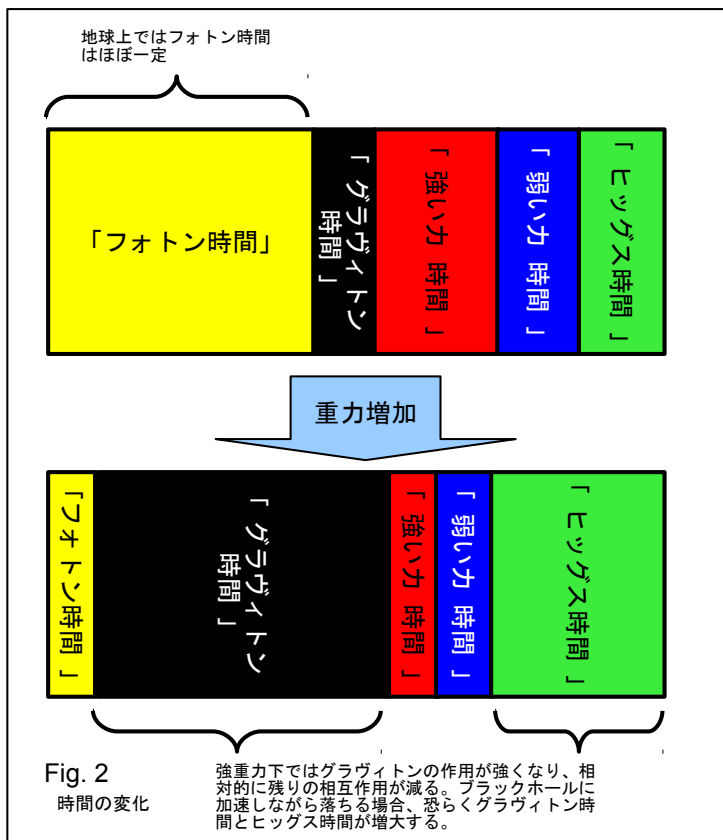 地球上ではフォトン時間
はほぼ一定
「フォトン時間」
「 グラヴィトン
時間 」
「 強い力 時間 」
「 弱い力 時間 」
「 ヒッグス時間 」
重力増加
「フォトン時間 」
「 グラヴィトン
時間 」
「 強い力 時間 」
「 弱い力 時間 」
「 ヒッグス時間 」
Fig. 2
時間の変化
強重力下ではグラヴィトンの作用が強くなり、相
対的に残りの相互作用が減る。ブラックホールに
加速しながら落ちる場合、恐らくグラヴィトン時
間とヒッグス時間が増大する。